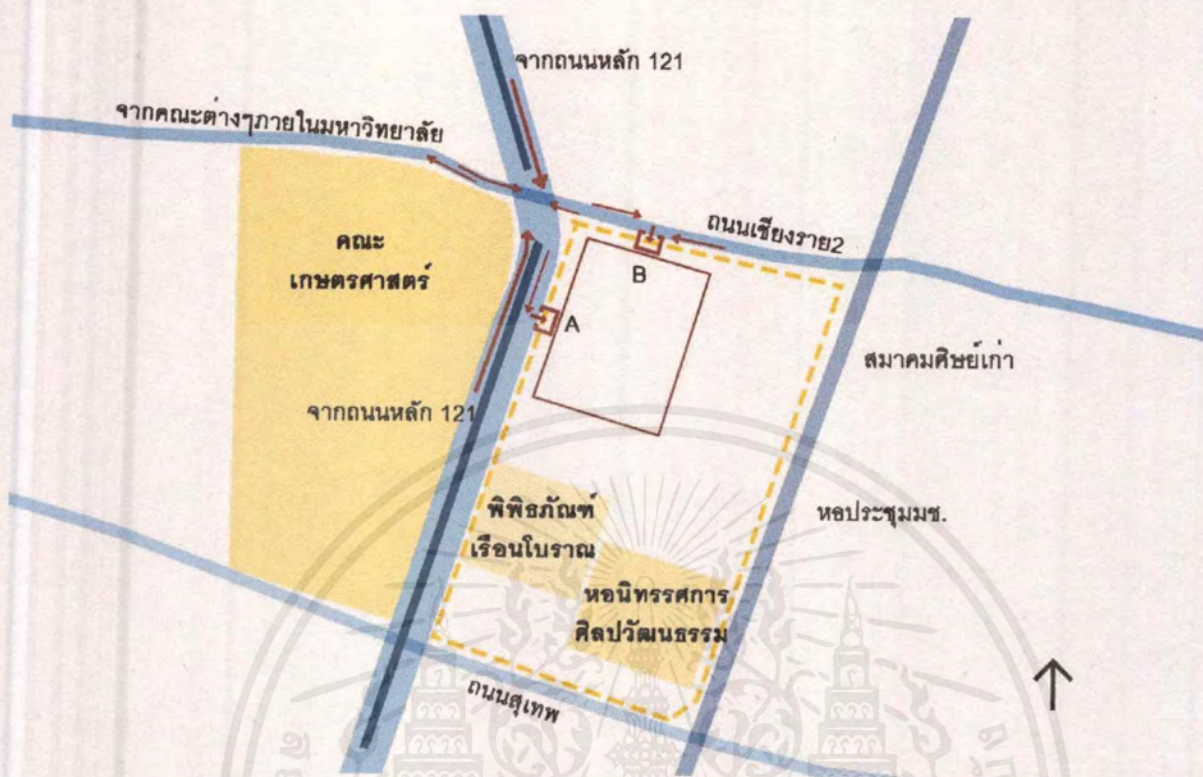 จากถนนหลัก 121
จากคณะต่างๆภายในมหาวิทยาลัย
ถนนเชียงราย2
คณะ
เกษตรศาสตร์
B
A
สมาคมศิษย์เก่า
จากถนนหลัก 121
พิพิธภัณฑ์
เรือนโบราณ
หอประชุมมช.
หอนิทรรศการ
ศิลปวัฒนธรรม
ถนนสุเทพ